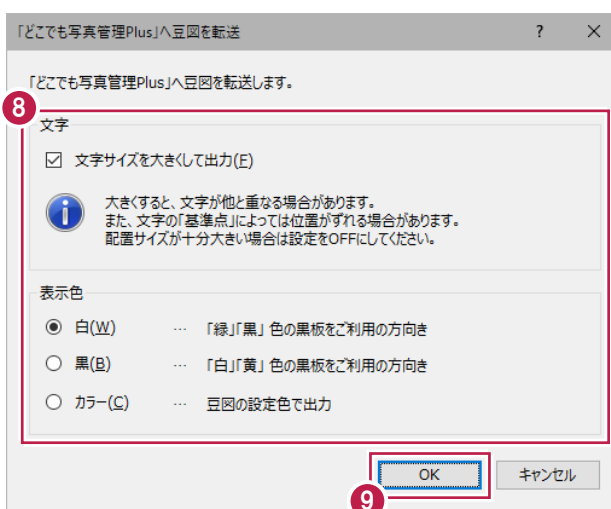 「どこでも写真管理Plus」へ豆図を転送 ? ×
「どこでも写真管理Plus」へ豆図を転送します。
8
文字
文字サイズを大きくして出力(F)
大きくすると、文字が他と重なる場合があります。
また、文字の「基準点」によっては位置がずれる場合があります。
配置サイズが十分大きい場合は設定をOFFにしてください。
表示色
白(W) … 「緑」「黒」 色の黒板をご利用の方向き
黒(B) … 「白」「黄」 色の黒板をご利用の方向き
カラー(C) … 豆図の設定色で出力
OK キャンセル
9